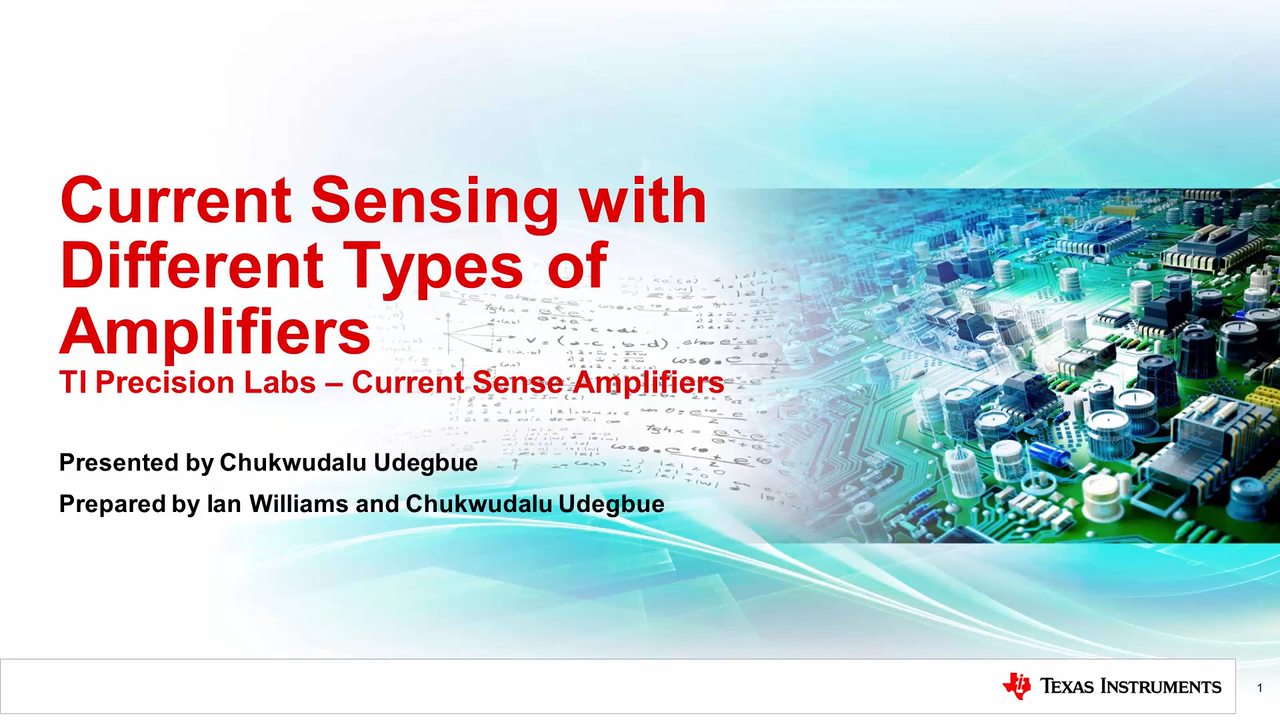 Current Sensing with
Different Types of
Amplifiers
TI Precision Labs – Current Sense Amplifiers
Presented by Chukwudalu Udegbue
Prepared by Ian Williams and Chukwudalu Udegbue
TEXAS INSTRUMENTS
1